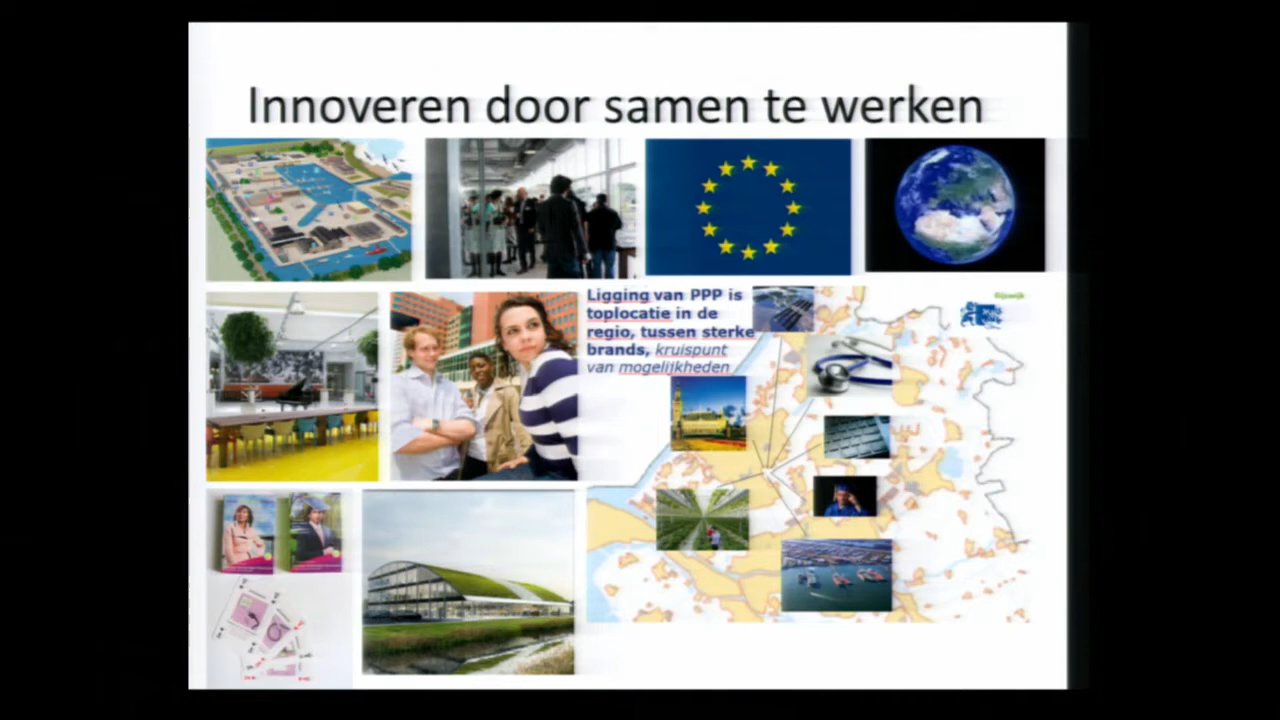 Innoveren door samen te werken
Ligging van PPP is
toplocatie in de
regio, tussen sterke
brands, kruispunt
van mogelijkheden
Rijswijk